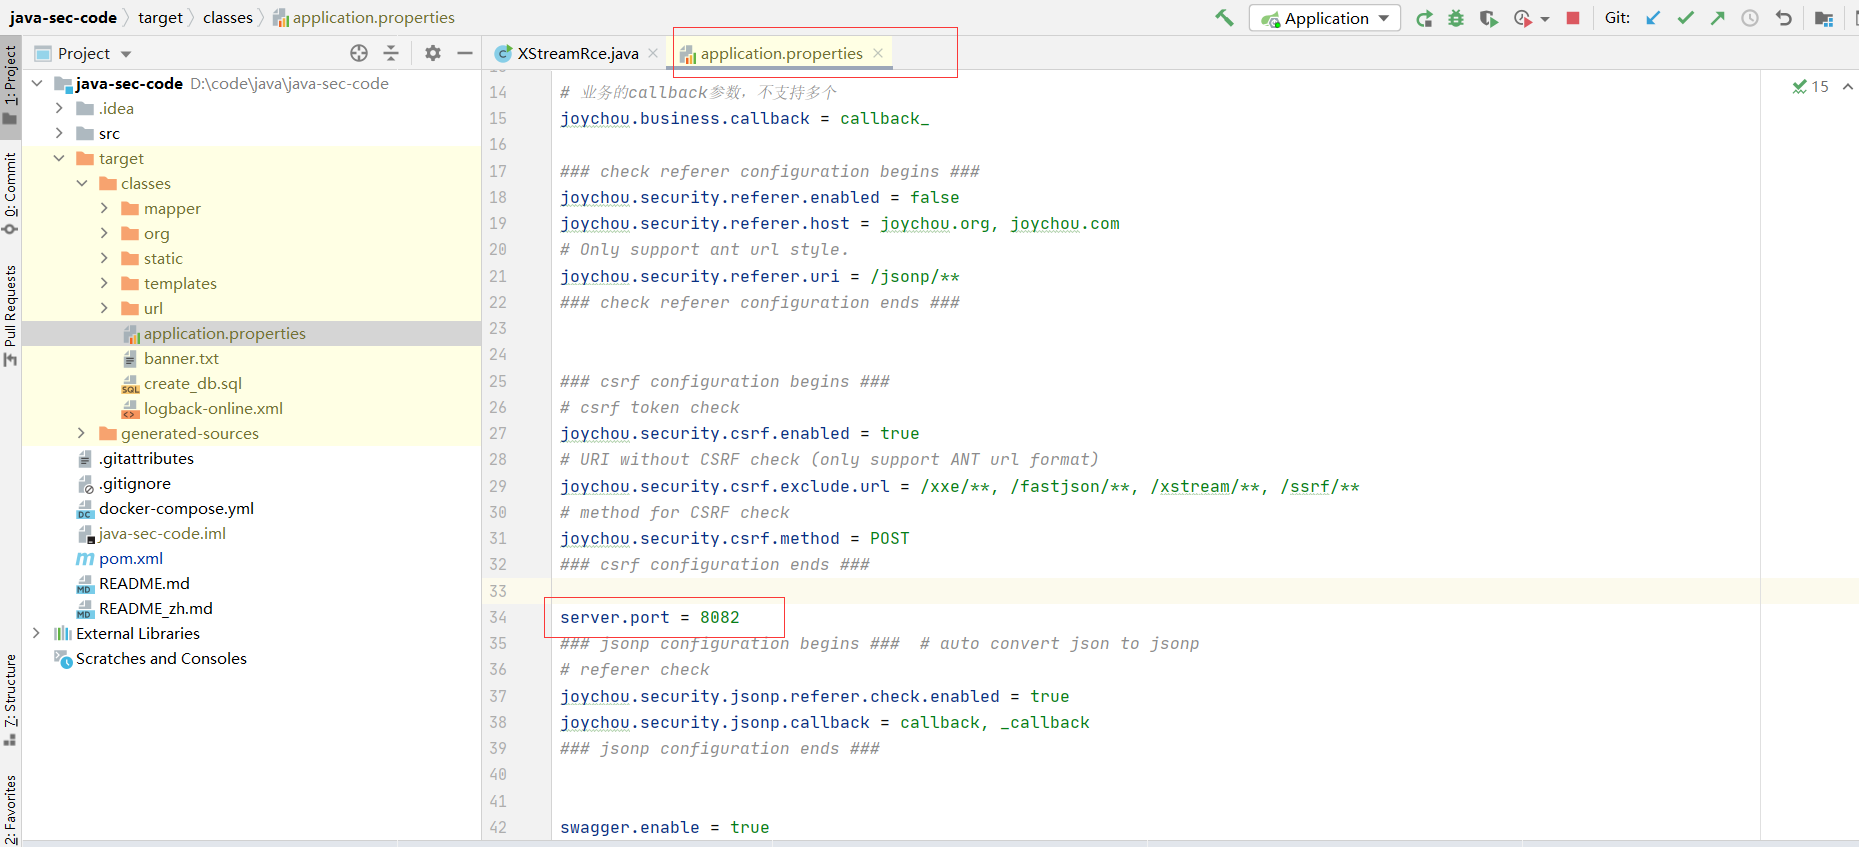 java-sec-code target classes application.properties
Application
Git:
1: Project
0: Commit
Pull Requests
7: Structure
2: Favorites
Project
java-sec-code D:\code\java\java-sec-code
.idea
src
target
classes
mapper
org
static
templates
url
application.properties
banner.txt
create_db.sql
logback-online.xml
generated-sources
.gitattributes
.gitignore
docker-compose.yml
java-sec-code.iml
pom.xml
README.md
README_zh.md
External Libraries
Scratches and Consoles
XStreamRce.java
application.properties
15
14 # 业务的callback参数，不支持多个
15 joychou.business.callback = callback_
16
17 ### check referer configuration begins ###
18 joychou.security.referer.enabled = false
19 joychou.security.referer.host = joychou.org, joychou.com
20 # Only support ant url style.
21 joychou.security.referer.uri = /jsonp/**
22 ### check referer configuration ends ###
23
24
25 ### csrf configuration begins ###
26 # csrf token check
27 joychou.security.csrf.enabled = true
28 # URI without CSRF check (only support ANT url format)
29 joychou.security.csrf.exclude.url = /xxe/**, /fastjson/**, /xstream/**, /ssrf/**
30 # method for CSRF check
31 joychou.security.csrf.method = POST
32 ### csrf configuration ends ###
33
34 server.port = 8082
35 ### jsonp configuration begins ### # auto convert json to jsonp
36 # referer check
37 joychou.security.jsonp.referer.check.enabled = true
38 joychou.security.jsonp.callback = callback, _callback
39 ### jsonp configuration ends ###
40
41
42 swagger.enable = true